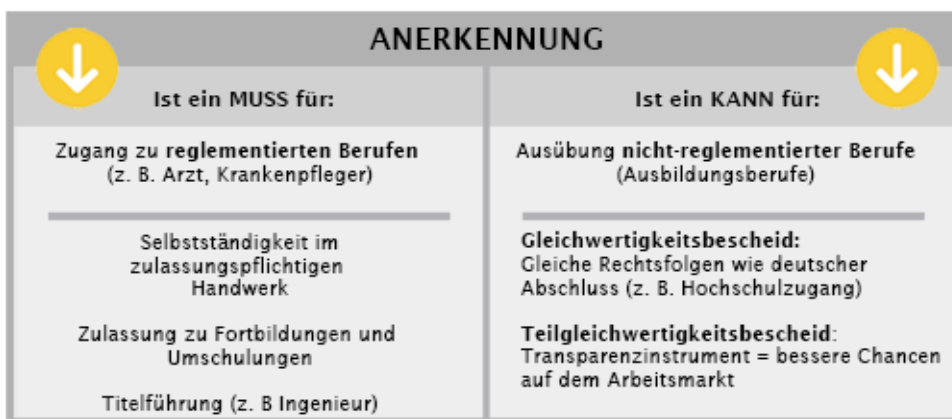 ANERKENNUNG
Ist ein MUSS für:
Zugang zu reglementierten Berufen
(z. B. Arzt, Krankenpfleger)
Selbstständigkeit im
zulassungspflichtigen
Handwerk
Zulassung zu Fortbildungen und
Umschulungen
Titelführung (z. B Ingenieur)
Ist ein KANN für:
Ausübung nicht-reglementierter Berufe
(Ausbildungsberufe)
Gleichwertigkeitsbescheid:
Gleiche Rechtsfolgen wie deutscher
Abschluss (z. B. Hochschulzugang)
Teilgleichwertigkeitsbescheid:
Transparenzinstrument = bessere Chancen
auf dem Arbeitsmarkt